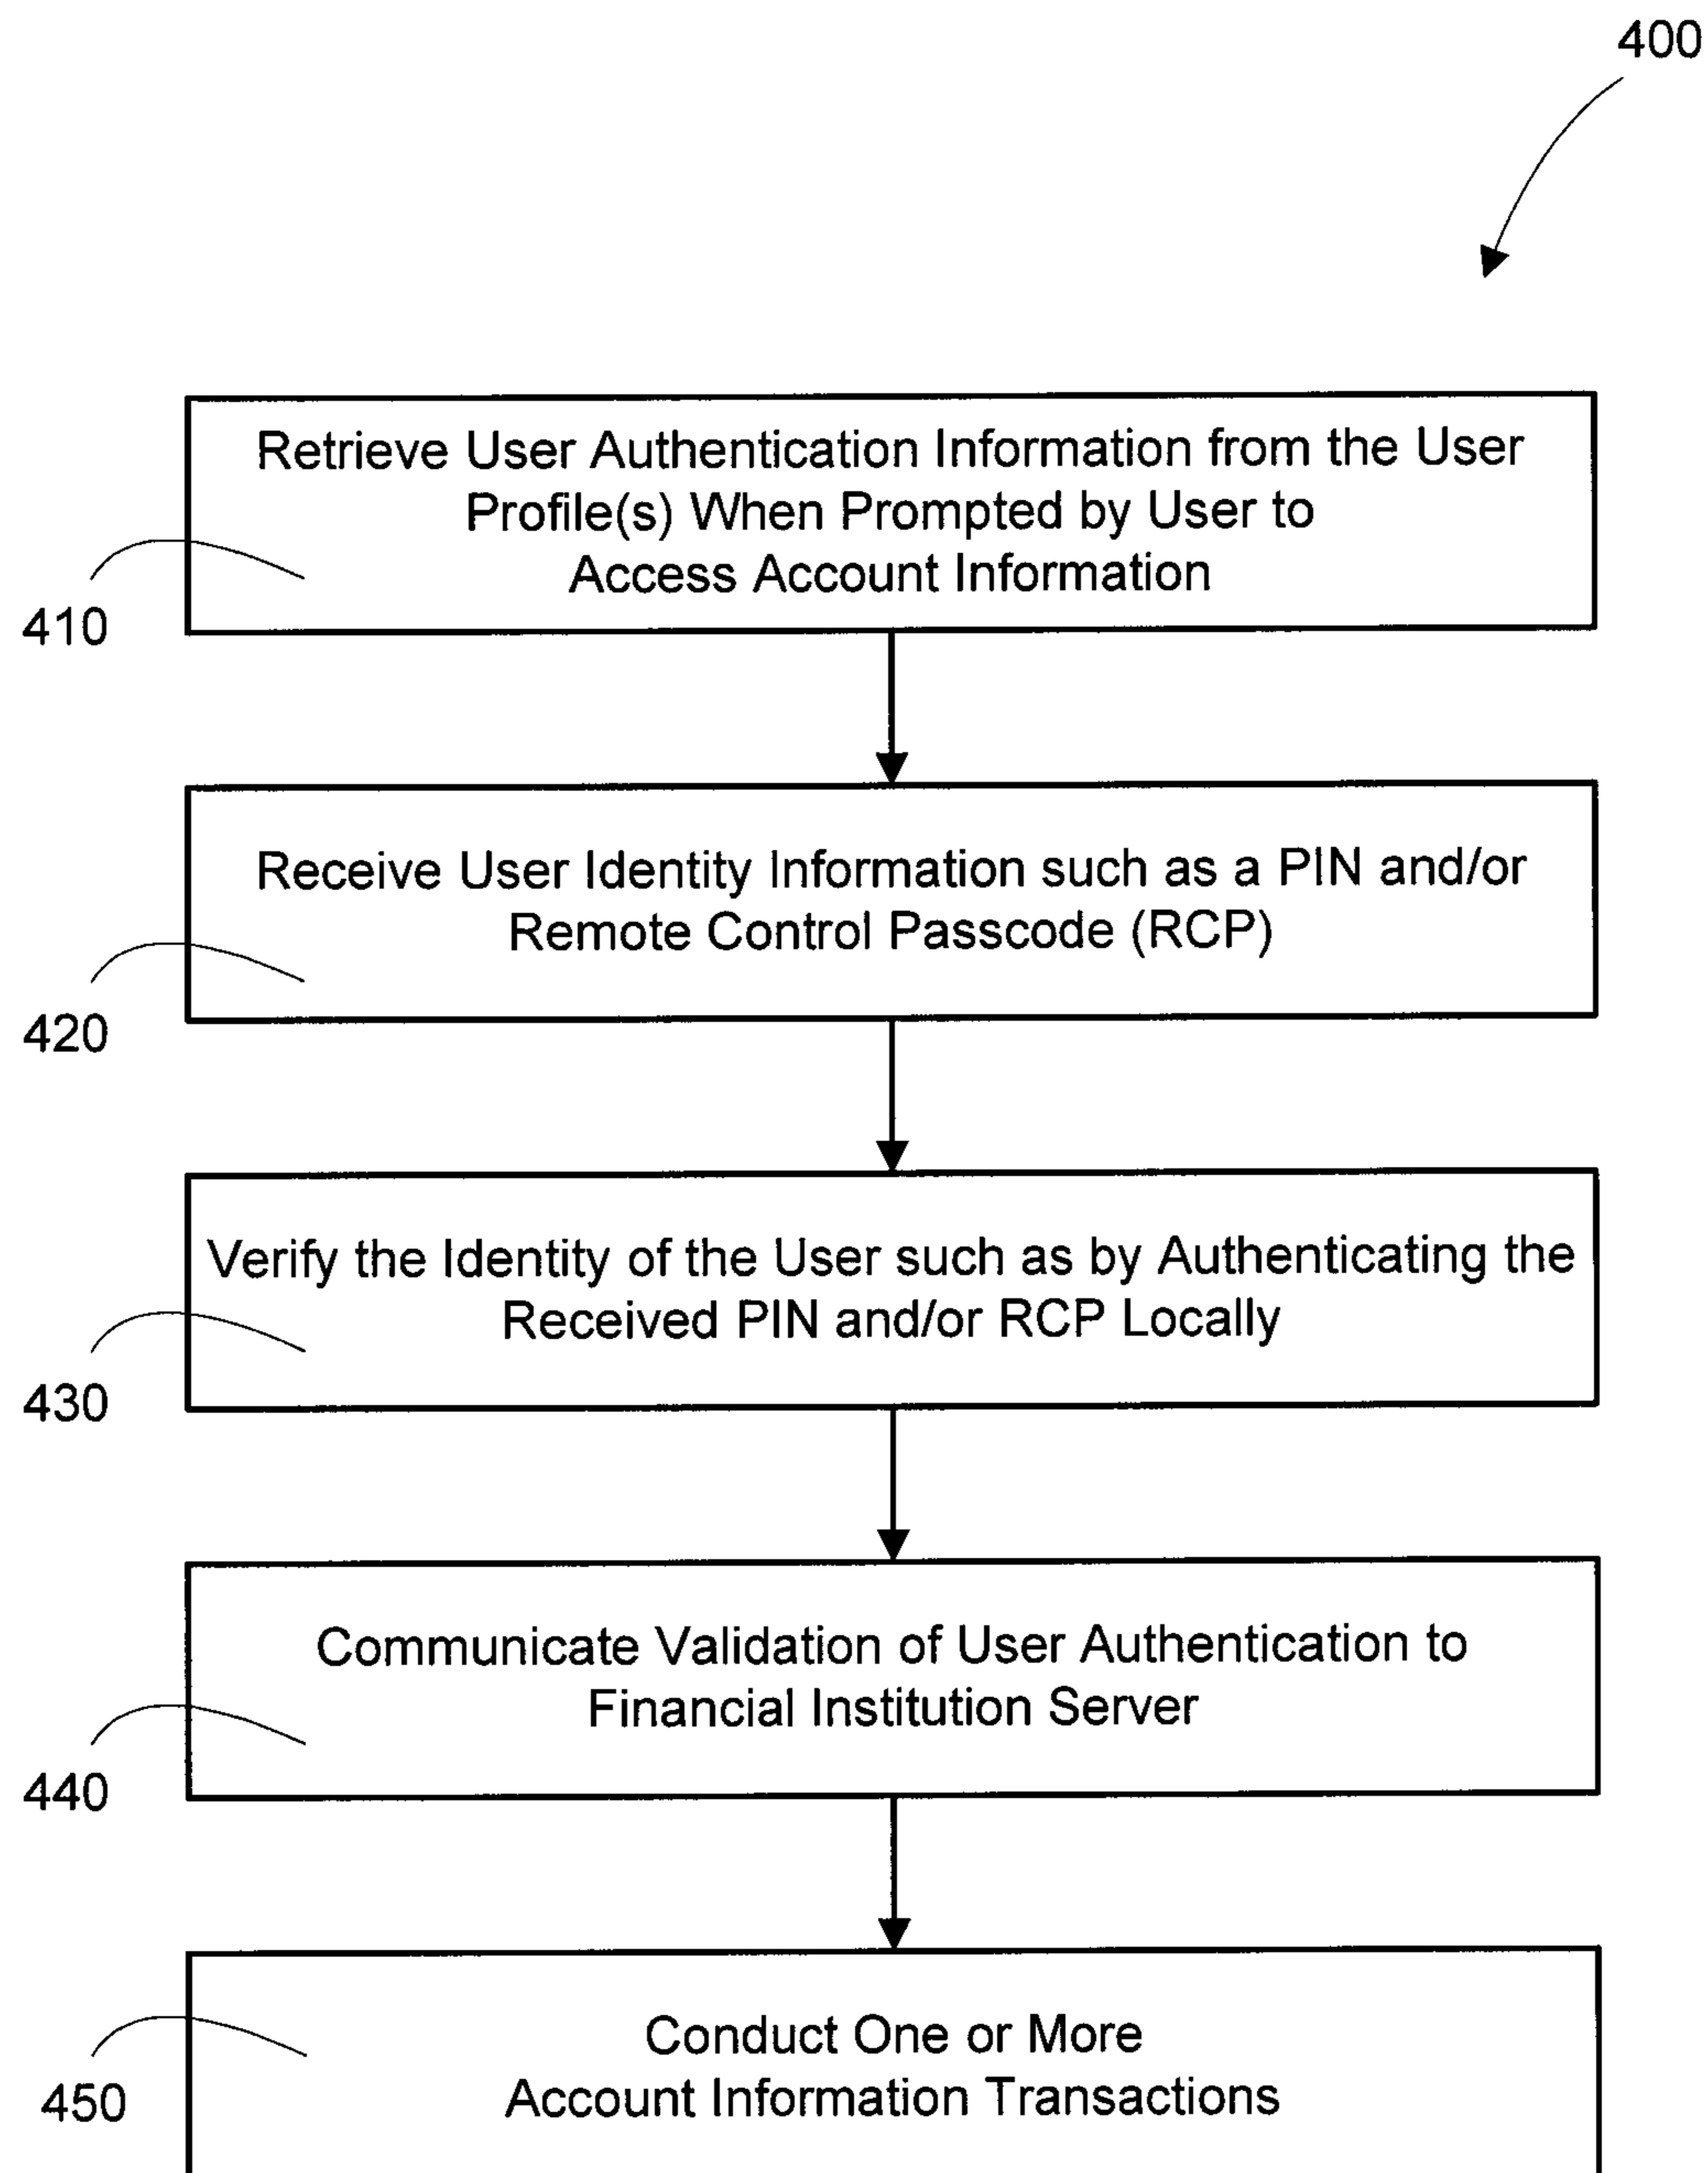 400
Retrieve User Authentication Information from the User
Profile(s) When Prompted by User to
Access Account Information
410
Receive User Identity Information such as a PIN and/or
Remote Control Passcode (RCP)
420
Verify the Identity of the User such as by Authenticating the
Received PIN and/or RCP Locally
430
Communicate Validation of User Authentication to
Financial Institution Server
440
Conduct One or More
Account Information Transactions
450